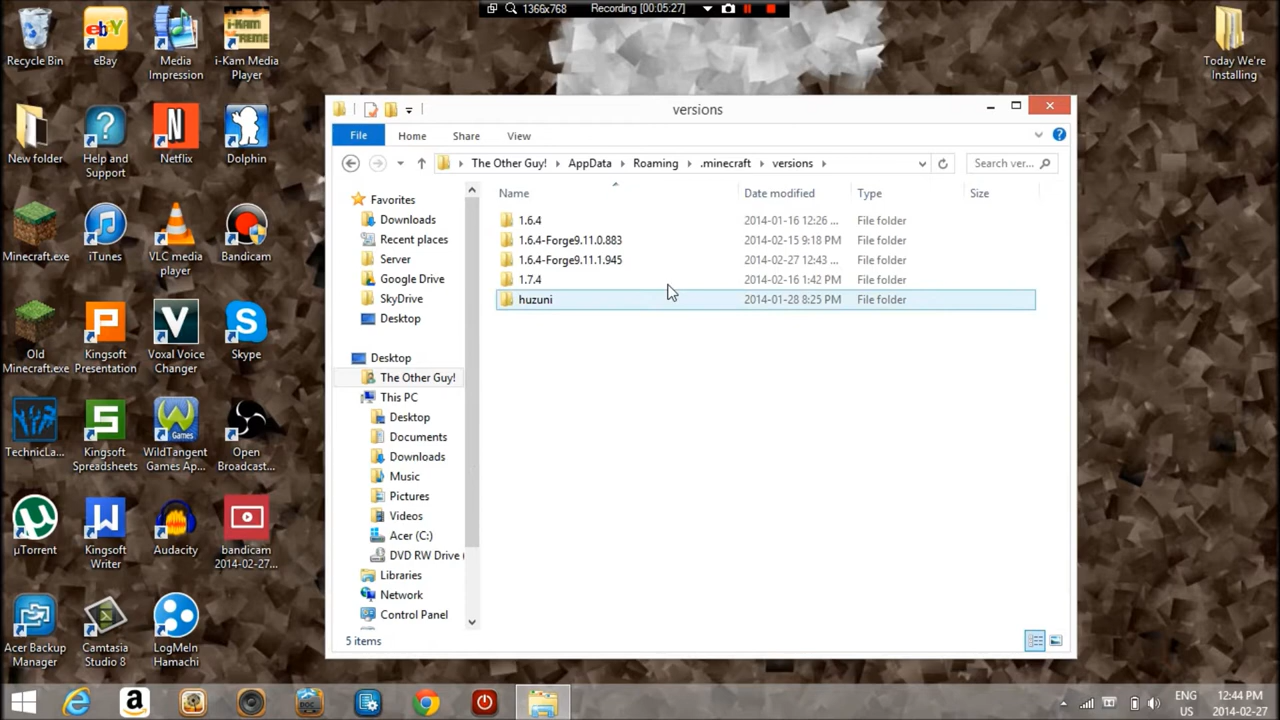 1366x768
Recording [00:05:27]
Recycle Bin
eBay
Media Impression
i-Kam Media Player
Today We're Installing
New folder
Help and Support
Netflix
Dolphin
Minecraft.exe
iTunes
VLC media player
Bandicam
Old Minecraft.exe
Kingsoft Presentation
Voxal Voice Changer
Skype
TechnicLa...
Kingsoft Spreadsheets
WildTangent Games Ap...
Open Broadcast...
µTorrent
Kingsoft Writer
Audacity
bandicam 2014-02-27...
Acer Backup Manager
Camtasia Studio 8
LogMeIn Hamachi
versions
File Home Share View
The Other Guy! AppData Roaming .minecraft versions Search ver...
Name Date modified Type Size
1.6.4 2014-01-16 12:26 ... File folder
1.6.4-Forge9.11.0.883 2014-02-15 9:18 PM File folder
1.6.4-Forge9.11.1.945 2014-02-27 12:43 ... File folder
1.7.4 2014-02-16 1:42 PM File folder
huzuni 2014-01-28 8:25 PM File folder
Favorites
Downloads
Recent places
Server
Google Drive
SkyDrive
Desktop
Desktop
The Other Guy!
This PC
Desktop
Documents
Downloads
Music
Pictures
Videos
Acer (C:)
DVD RW Drive (
Libraries
Network
Control Panel
5 items
ENG
US
12:44 PM
2014-02-27